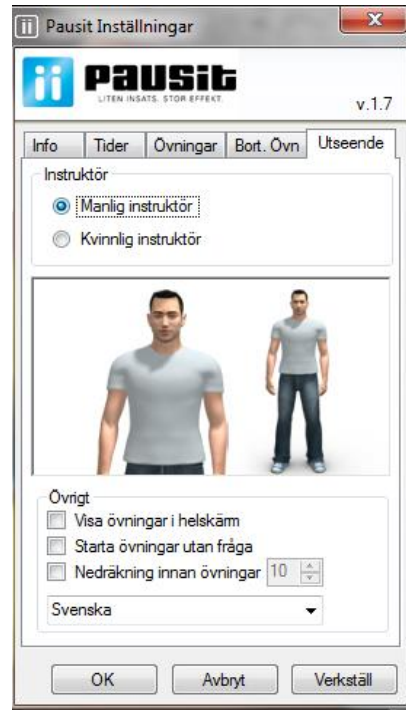 Pausit Inställningar
Pausit
LITEN INSATS. STOR EFFEKT.
v.1.7
Info Tider Övningar Bort. Övn Utseende
Instruktör
Manlig instruktör
Kvinnlig instruktör
Övrigt
Visa övningar i helskärm
Starta övningar utan fråga
Nedräkning innan övningar 10
Svenska
OK Avbryt Verkställ